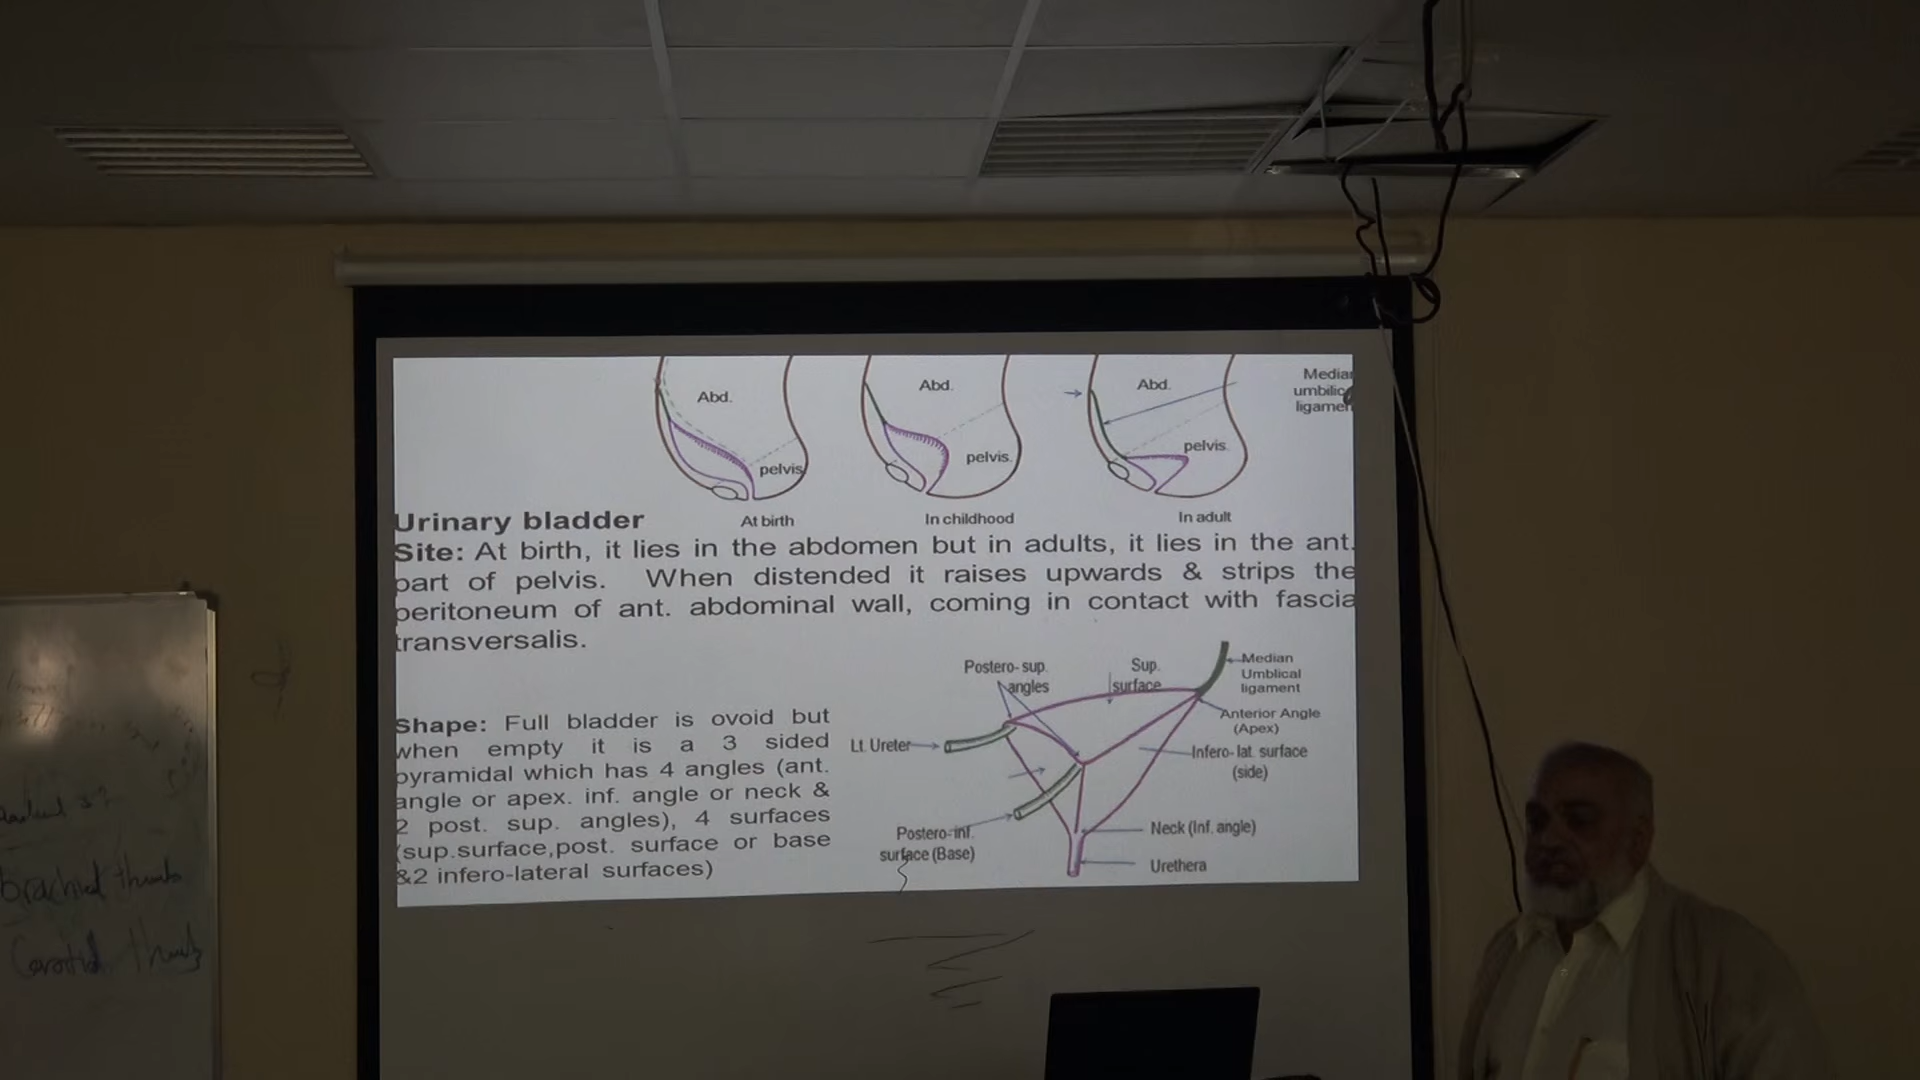 Abd.
Abd.
Abd.
Media
umbilic
ligamen
pelvis
pelvis.
pelvis.
At birth
In childhood
In adult
Urinary bladder
Site: At birth, it lies in the abdomen but in adults, it lies in the ant.
part of pelvis. When distended it raises upwards & strips the
peritoneum of ant. abdominal wall, coming in contact with fascia
transversalis.
Shape: Full bladder is ovoid but
when empty it is a 3 sided
pyramidal which has 4 angles (ant.
angle or apex. inf. angle or neck &
2 post. sup. angles), 4 surfaces
(sup.surface,post. surface or base
&2 infero-lateral surfaces)
Postero- sup.
angles
Sup.
surface
Median
Umblical
ligament
Anterior Angle
(Apex)
Lt. Ureter
Infero- lat. surface
(side)
Postero-inf.
surface (Base)
Neck (Inf. angle)
Urethera
Brachial
Carotid